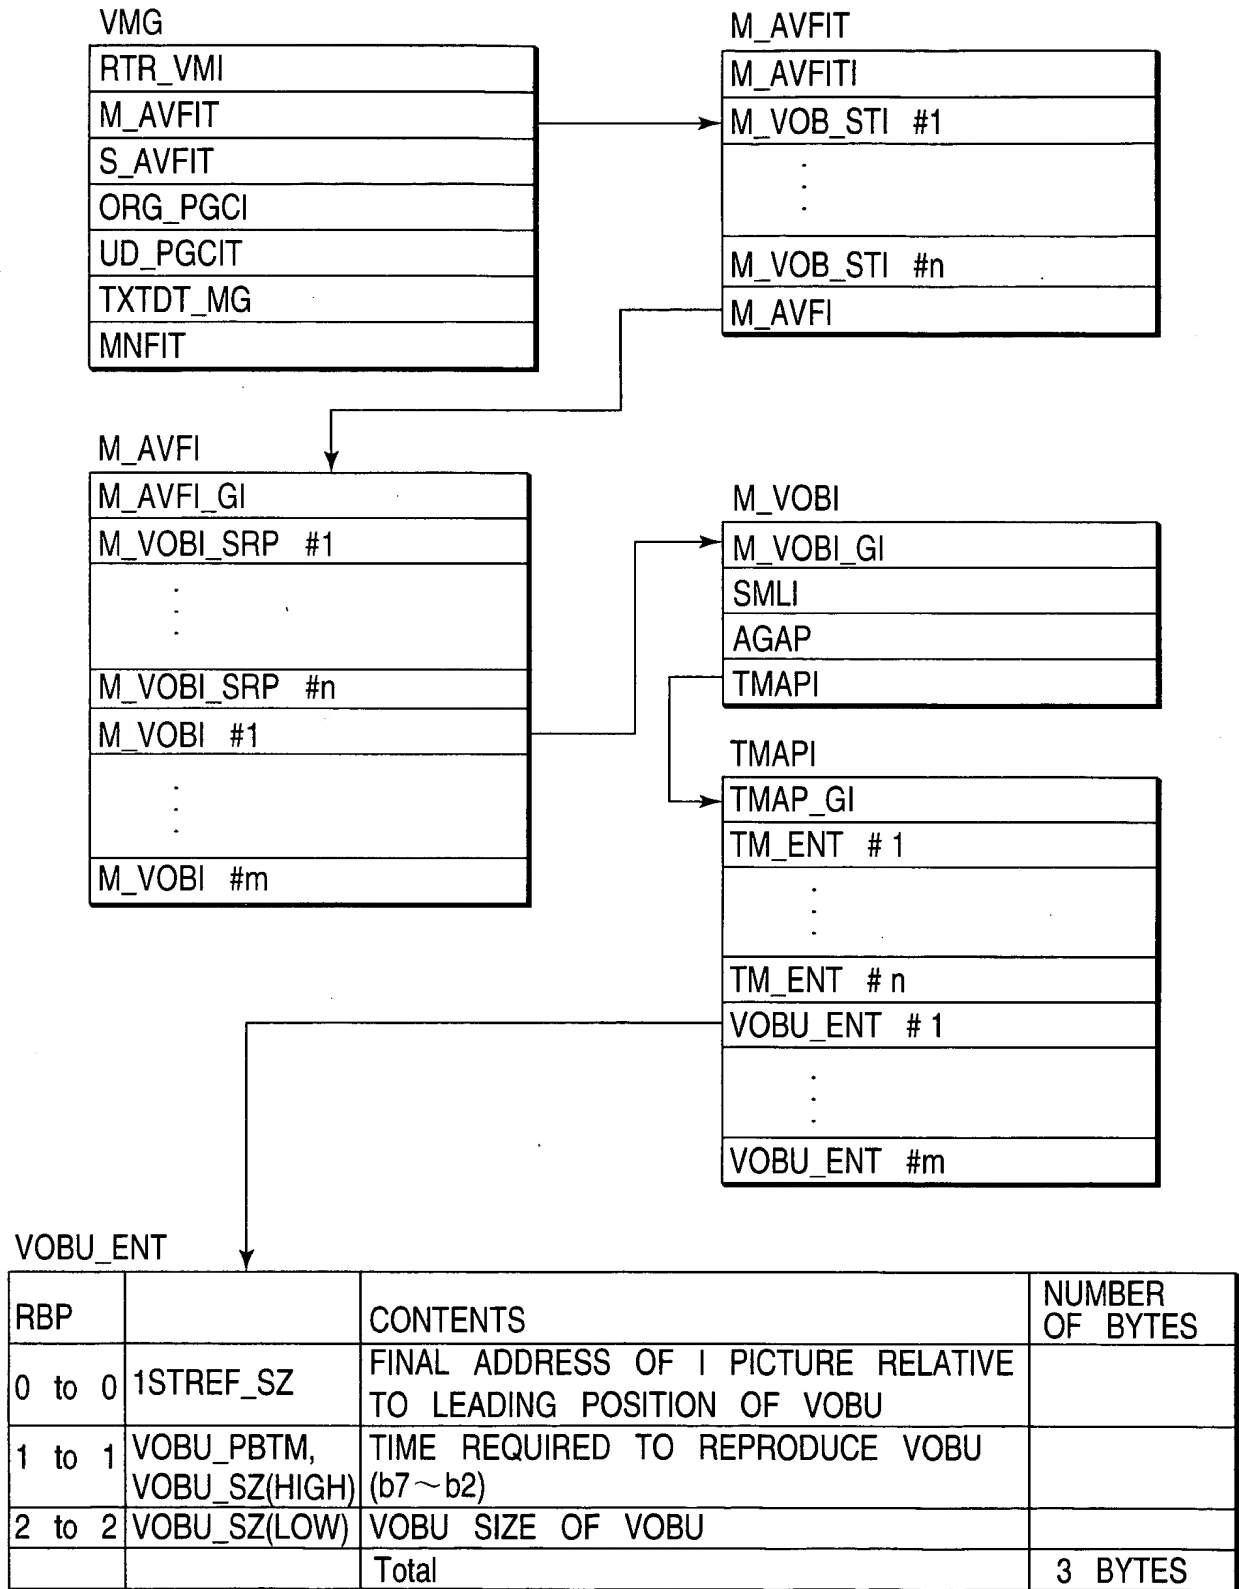 VMG
RTR_VMI
M_AVFIT
S_AVFIT
ORG_PGCI
UD_PGCIT
TXTDT_MG
MNFIT
M_AVFIT
M_AVFITI
M_VOB_STI #1
M_VOB_STI #n
M_AVFI
M_AVFI
M_AVFI_GI
M_VOBI_SRP #1
M_VOBI_SRP #n
M_VOBI #1
M_VOBI #m
M_VOBI
M_VOBI_GI
SMLI
AGAP
TMAPI
TMAPI
TMAP_GI
TM_ENT # 1
TM_ENT # n
VOBU_ENT # 1
VOBU_ENT #m
VOBU_ENT
RBP CONTENTS NUMBER
OF BYTES
0 to 0 1STREF_SZ FINAL ADDRESS OF I PICTURE RELATIVE
TO LEADING POSITION OF VOBU
1 to 1 VOBU_PBTM, TIME REQUIRED TO REPRODUCE VOBU
VOBU_SZ(HIGH) (b7～b2)
2 to 2 VOBU_SZ(LOW) VOBU SIZE OF VOBU
Total 3 BYTES